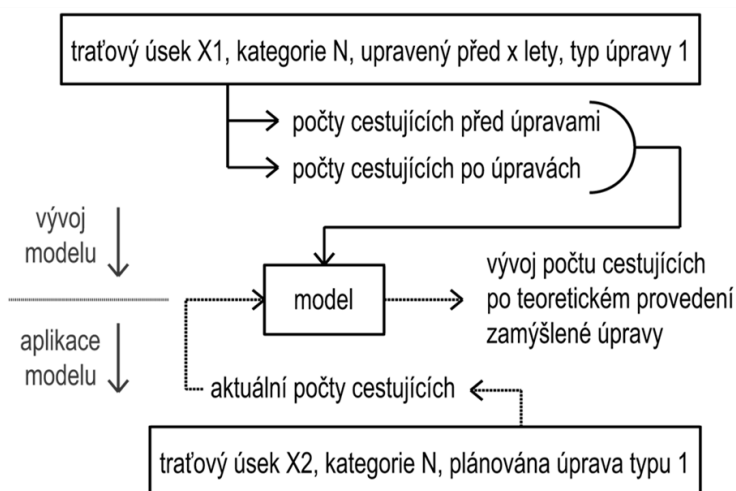 traťový úsek X1, kategorie N, upravený před x lety, typ úpravy 1
počty cestujících před úpravami
počty cestujících po úpravách
vývoj
modelu
model
vývoj počtu cestujících
po teoretickém provedení
zamýšlené úpravy
aplikace
modelu
aktuální počty cestujících
traťový úsek X2, kategorie N, plánována úprava typu 1